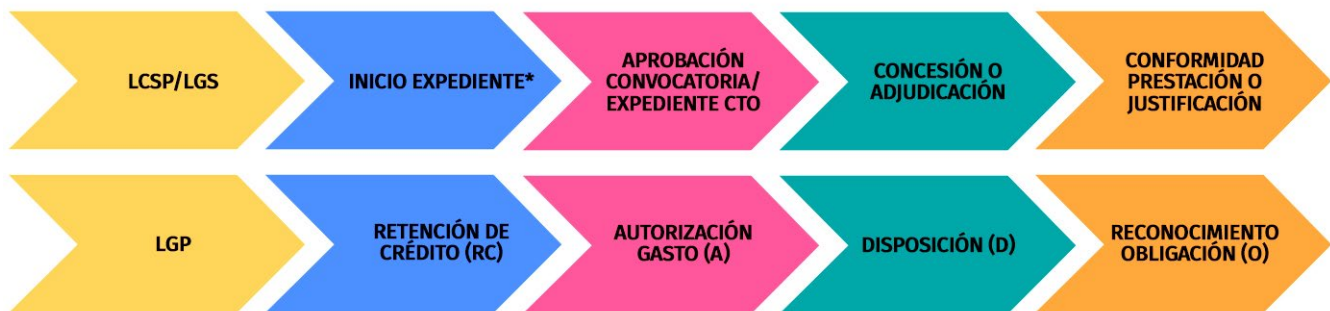 LCSP/LGS
INICIO EXPEDIENTE*
APROBACIÓN
CONVOCATORIA/
EXPEDIENTE CTO
CONCESIÓN O
ADJUDICACIÓN
CONFORMIDAD
PRESTACIÓN O
JUSTIFICACIÓN
LGP
RETENCIÓN DE
CRÉDITO (RC)
AUTORIZACIÓN
GASTO (A)
DISPOSICIÓN (D)
RECONOCIMIENTO
OBLIGACIÓN (O)